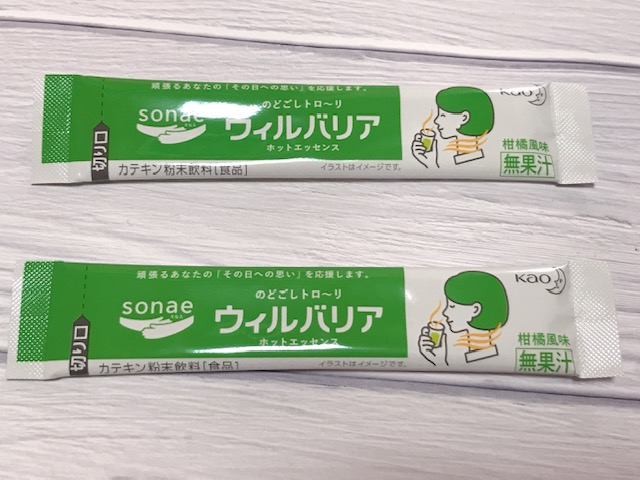 頑張るあなたの「その日への思い」を応援します。
のどごしトロ〜リ
sonae
ウィルバリア
ホットエッセンス
切り口
カテキン粉末飲料[食品]
イラストはイメージです。
Kao
柑橘風味
無果汁
頑張るあなたの「その日への思い」を応援します。
のどごしトロ〜リ
sonae
そなえ
ウィルバリア
ホットエッセンス
切り口
カテキン粉末飲料[食品]
イラストはイメージです。
Kao
柑橘風味
無果汁